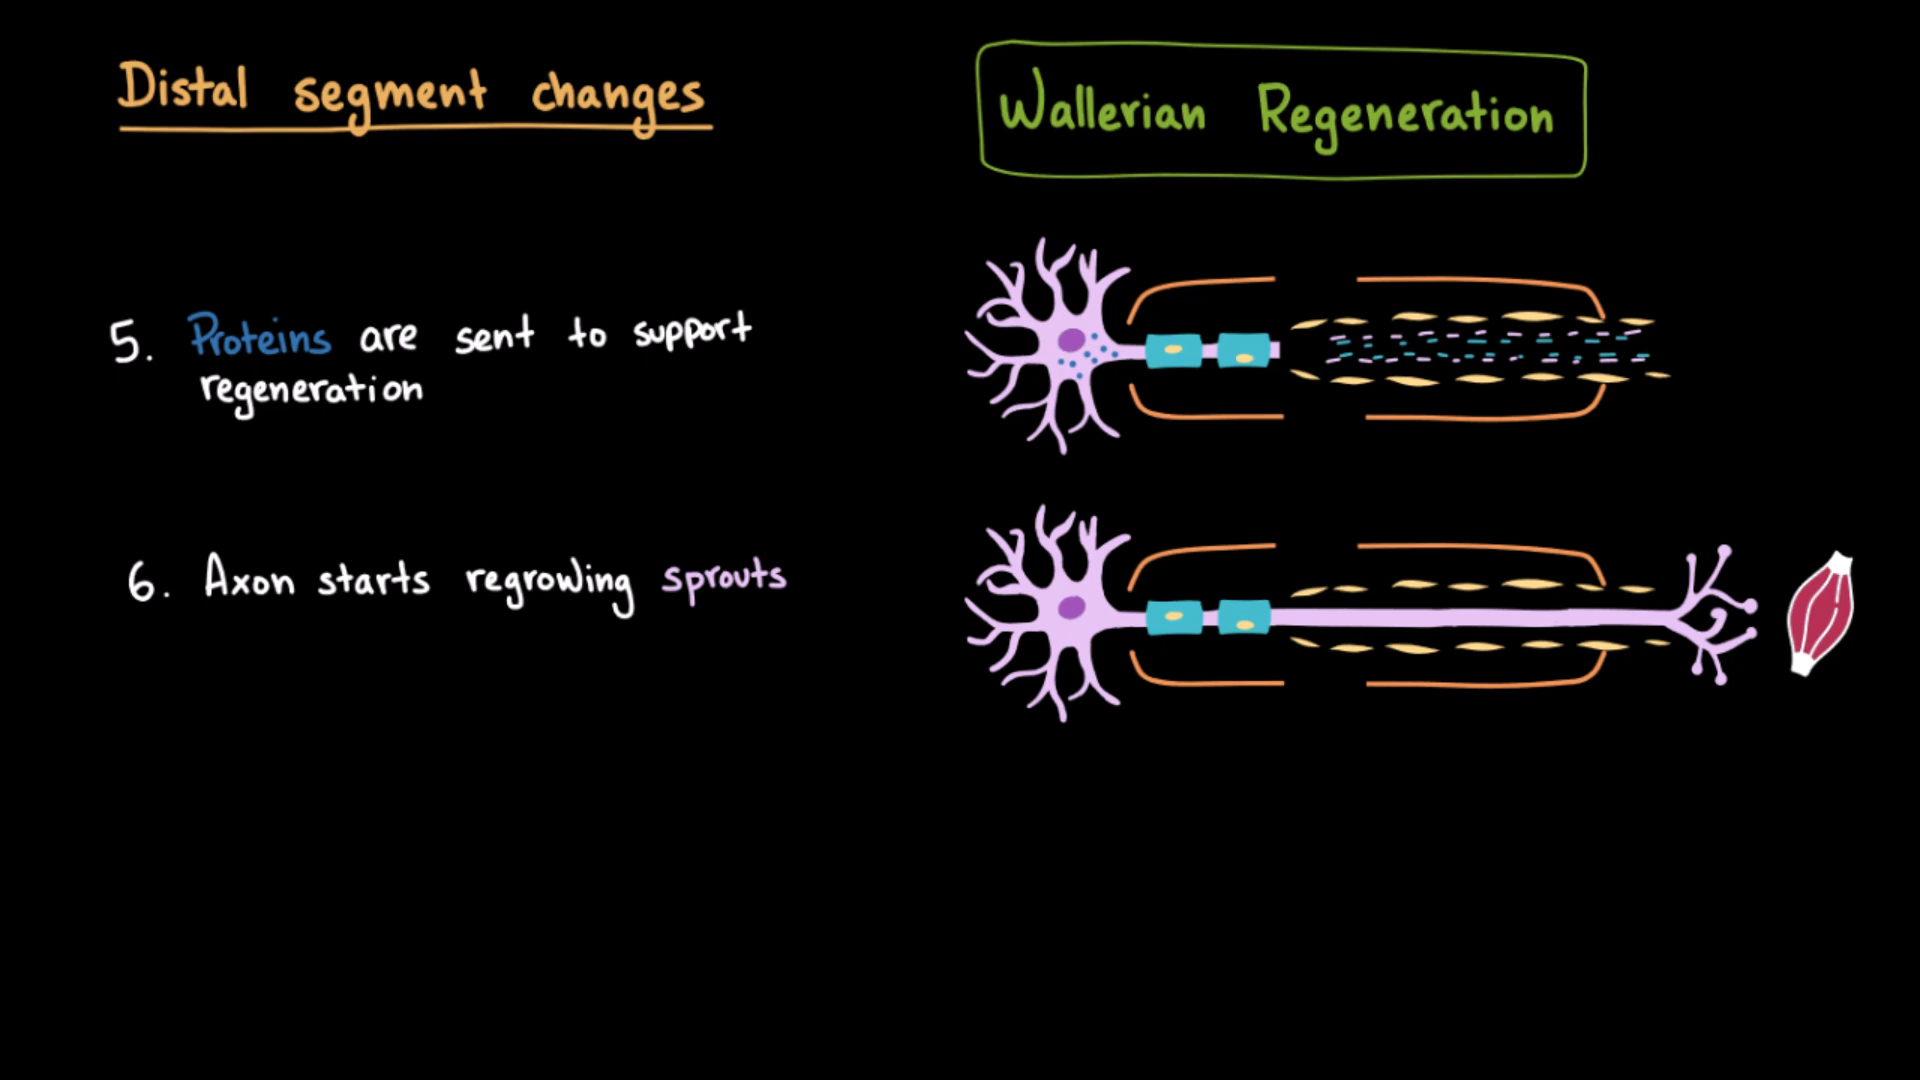 Distal segment changes
Wallerian Regeneration
5. Proteins are sent to support
regeneration
6. Axon starts regrowing sprouts